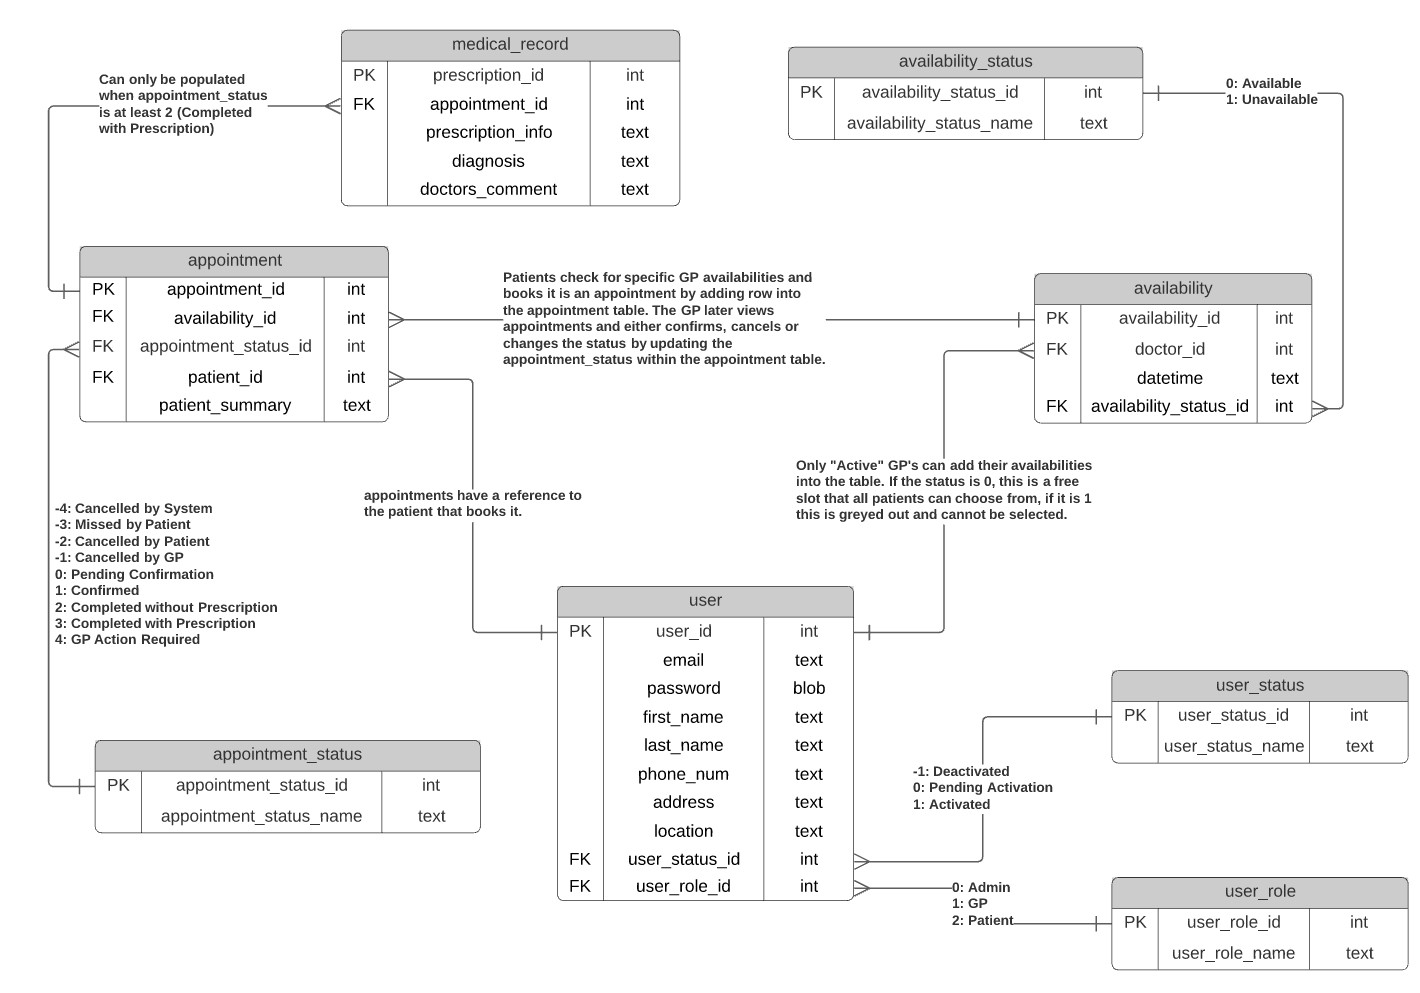 medical_record
PK prescription_id int
FK appointment_id int
prescription_info text
diagnosis text
doctors_comment text
Can only be populated
when appointment_status
is at least 2 (Completed
with Prescription)
availability_status
PK availability_status_id int
availability_status_name text
0: Available
1: Unavailable
appointment
PK appointment_id int
FK availability_id int
FK appointment_status_id int
FK patient_id int
patient_summary text
Patients check for specific GP availabilities and
books it is an appointment by adding row into
the appointment table. The GP later views
appointments and either confirms, cancels or
changes the status by updating the
appointment_status within the appointment table.
availability
PK availability_id int
FK doctor_id int
datetime text
FK availability_status_id int
Only "Active" GP's can add their availabilities
into the table. If the status is 0, this is a free
slot that all patients can choose from, if it is 1
this is greyed out and cannot be selected.
appointments have a reference to
the patient that books it.
-4: Cancelled by System
-3: Missed by Patient
-2: Cancelled by Patient
-1: Cancelled by GP
0: Pending Confirmation
1: Confirmed
2: Completed without Prescription
3: Completed with Prescription
4: GP Action Required
user
PK user_id int
email text
password blob
first_name text
last_name text
phone_num text
address text
location text
FK user_status_id int
FK user_role_id int
user_status
PK user_status_id int
user_status_name text
-1: Deactivated
0: Pending Activation
1: Activated
appointment_status
PK appointment_status_id int
appointment_status_name text
0: Admin
1: GP
2: Patient
user_role
PK user_role_id int
user_role_name text